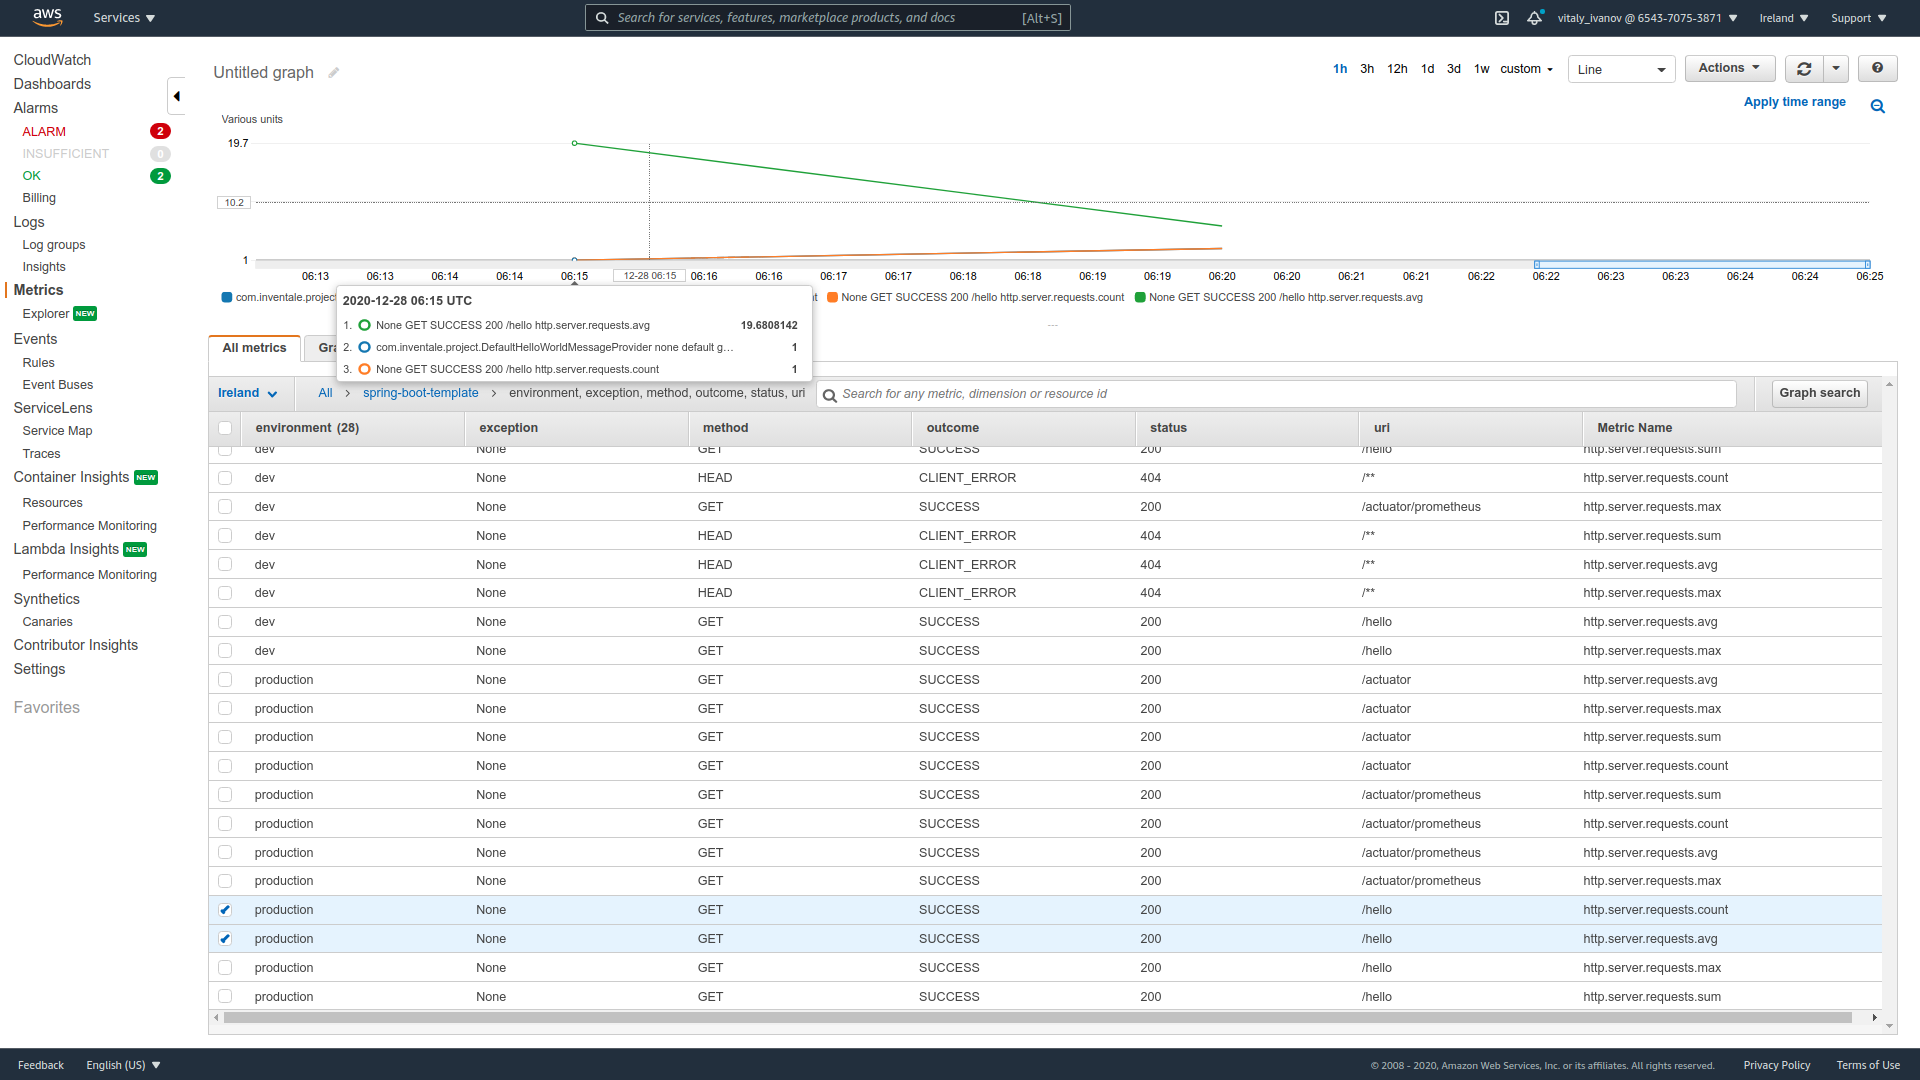 aws
Services
Search for services, features, marketplace products, and docs
[Alt+S]
vitaly_ivanov @ 6543-7075-3871
Ireland
Support
CloudWatch
Dashboards
Alarms
ALARM 2
INSUFFICIENT 0
OK 2
Billing
Logs
Log groups
Insights
Metrics
Explorer NEW
Events
Rules
Event Buses
ServiceLens
Service Map
Traces
Container Insights NEW
Resources
Performance Monitoring
Lambda Insights NEW
Performance Monitoring
Synthetics
Canaries
Contributor Insights
Settings
Favorites
Untitled graph
1h 3h 12h 1d 3d 1w custom
Line
Actions
?
Apply time range
Various units
19.7
10.2
1
06:13 06:13 06:14 06:14 06:15 12-28 06:15 06:16 06:16 06:17 06:17 06:18 06:18 06:19 06:19 06:20 06:20 06:21 06:21 06:22 06:22 06:23 06:23 06:24 06:24 06:25
com.inventale.projec
None GET SUCCESS 200 /hello http.server.requests.count
None GET SUCCESS 200 /hello http.server.requests.avg
2020-12-28 06:15 UTC
1. None GET SUCCESS 200 /hello http.server.requests.avg 19.6808142
2. com.inventale.project.DefaultHelloWorldMessageProvider none default g... 1
3. None GET SUCCESS 200 /hello http.server.requests.count 1
All metrics
Gra
Ireland
All > spring-boot-template > environment, exception, method, outcome, status, uri
Search for any metric, dimension or resource id
Graph search
environment (28) exception method outcome status uri Metric Name
dev None GET SUCCESS 200 /hello http.server.requests.sum
dev None HEAD CLIENT_ERROR 404 /** http.server.requests.count
dev None GET SUCCESS 200 /actuator/prometheus http.server.requests.max
dev None HEAD CLIENT_ERROR 404 /** http.server.requests.sum
dev None HEAD CLIENT_ERROR 404 /** http.server.requests.avg
dev None HEAD CLIENT_ERROR 404 /** http.server.requests.max
dev None GET SUCCESS 200 /hello http.server.requests.avg
dev None GET SUCCESS 200 /hello http.server.requests.max
production None GET SUCCESS 200 /actuator http.server.requests.avg
production None GET SUCCESS 200 /actuator http.server.requests.max
production None GET SUCCESS 200 /actuator http.server.requests.sum
production None GET SUCCESS 200 /actuator http.server.requests.count
production None GET SUCCESS 200 /actuator/prometheus http.server.requests.sum
production None GET SUCCESS 200 /actuator/prometheus http.server.requests.count
production None GET SUCCESS 200 /actuator/prometheus http.server.requests.avg
production None GET SUCCESS 200 /actuator/prometheus http.server.requests.max
production None GET SUCCESS 200 /hello http.server.requests.count
production None GET SUCCESS 200 /hello http.server.requests.avg
production None GET SUCCESS 200 /hello http.server.requests.max
production None GET SUCCESS 200 /hello http.server.requests.sum
Feedback
English (US)
© 2008 - 2020, Amazon Web Services, Inc. or its affiliates. All rights reserved.
Privacy Policy
Terms of Use